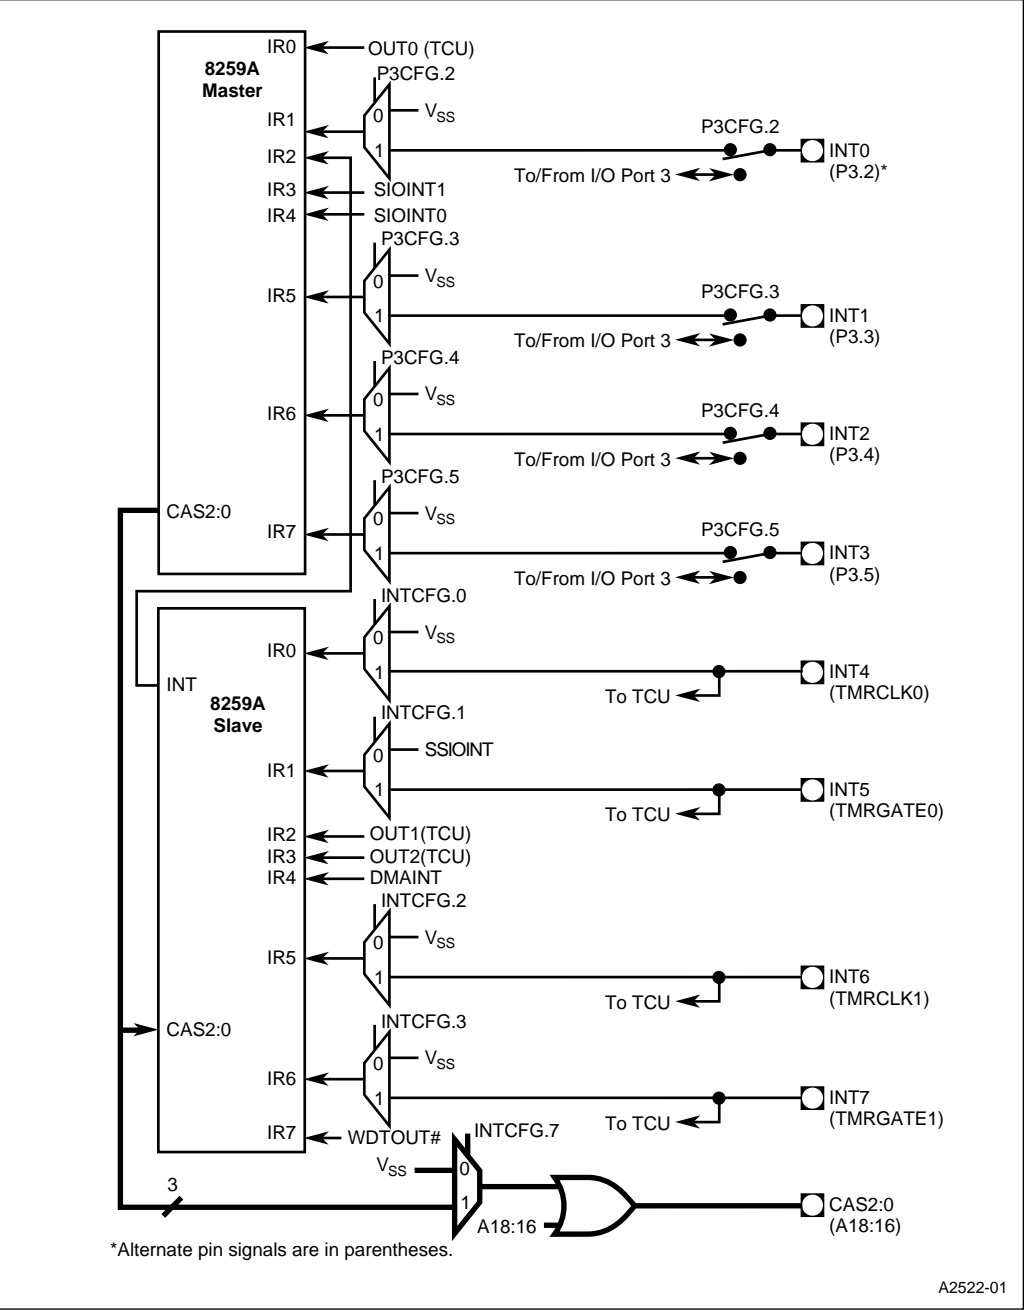 IR0
OUT0 (TCU)
8259A
Master
P3CFG.2
0
VSS
IR1
1
P3CFG.2
INT0
(P3.2)*
IR2
To/From I/O Port 3
IR3
SIOINT1
IR4
SIOINT0
P3CFG.3
0
VSS
IR5
1
P3CFG.3
INT1
(P3.3)
To/From I/O Port 3
P3CFG.4
0
VSS
IR6
1
P3CFG.4
INT2
(P3.4)
To/From I/O Port 3
P3CFG.5
CAS2:0
0
VSS
IR7
1
P3CFG.5
INT3
(P3.5)
To/From I/O Port 3
INTCFG.0
0
VSS
IR0
1
INT4
(TMRCLK0)
INT
To TCU
8259A
Slave
INTCFG.1
0
SSIOINT
IR1
1
INT5
(TMRGATE0)
To TCU
IR2
OUT1(TCU)
IR3
OUT2(TCU)
IR4
DMAINT
INTCFG.2
0
VSS
IR5
1
INT6
(TMRCLK1)
To TCU
INTCFG.3
CAS2:0
0
VSS
IR6
1
INT7
(TMRGATE1)
To TCU
IR7
WDTOUT#
INTCFG.7
VSS
0
3
1
A18:16
CAS2:0
(A18:16)
*Alternate pin signals are in parentheses.
A2522-01